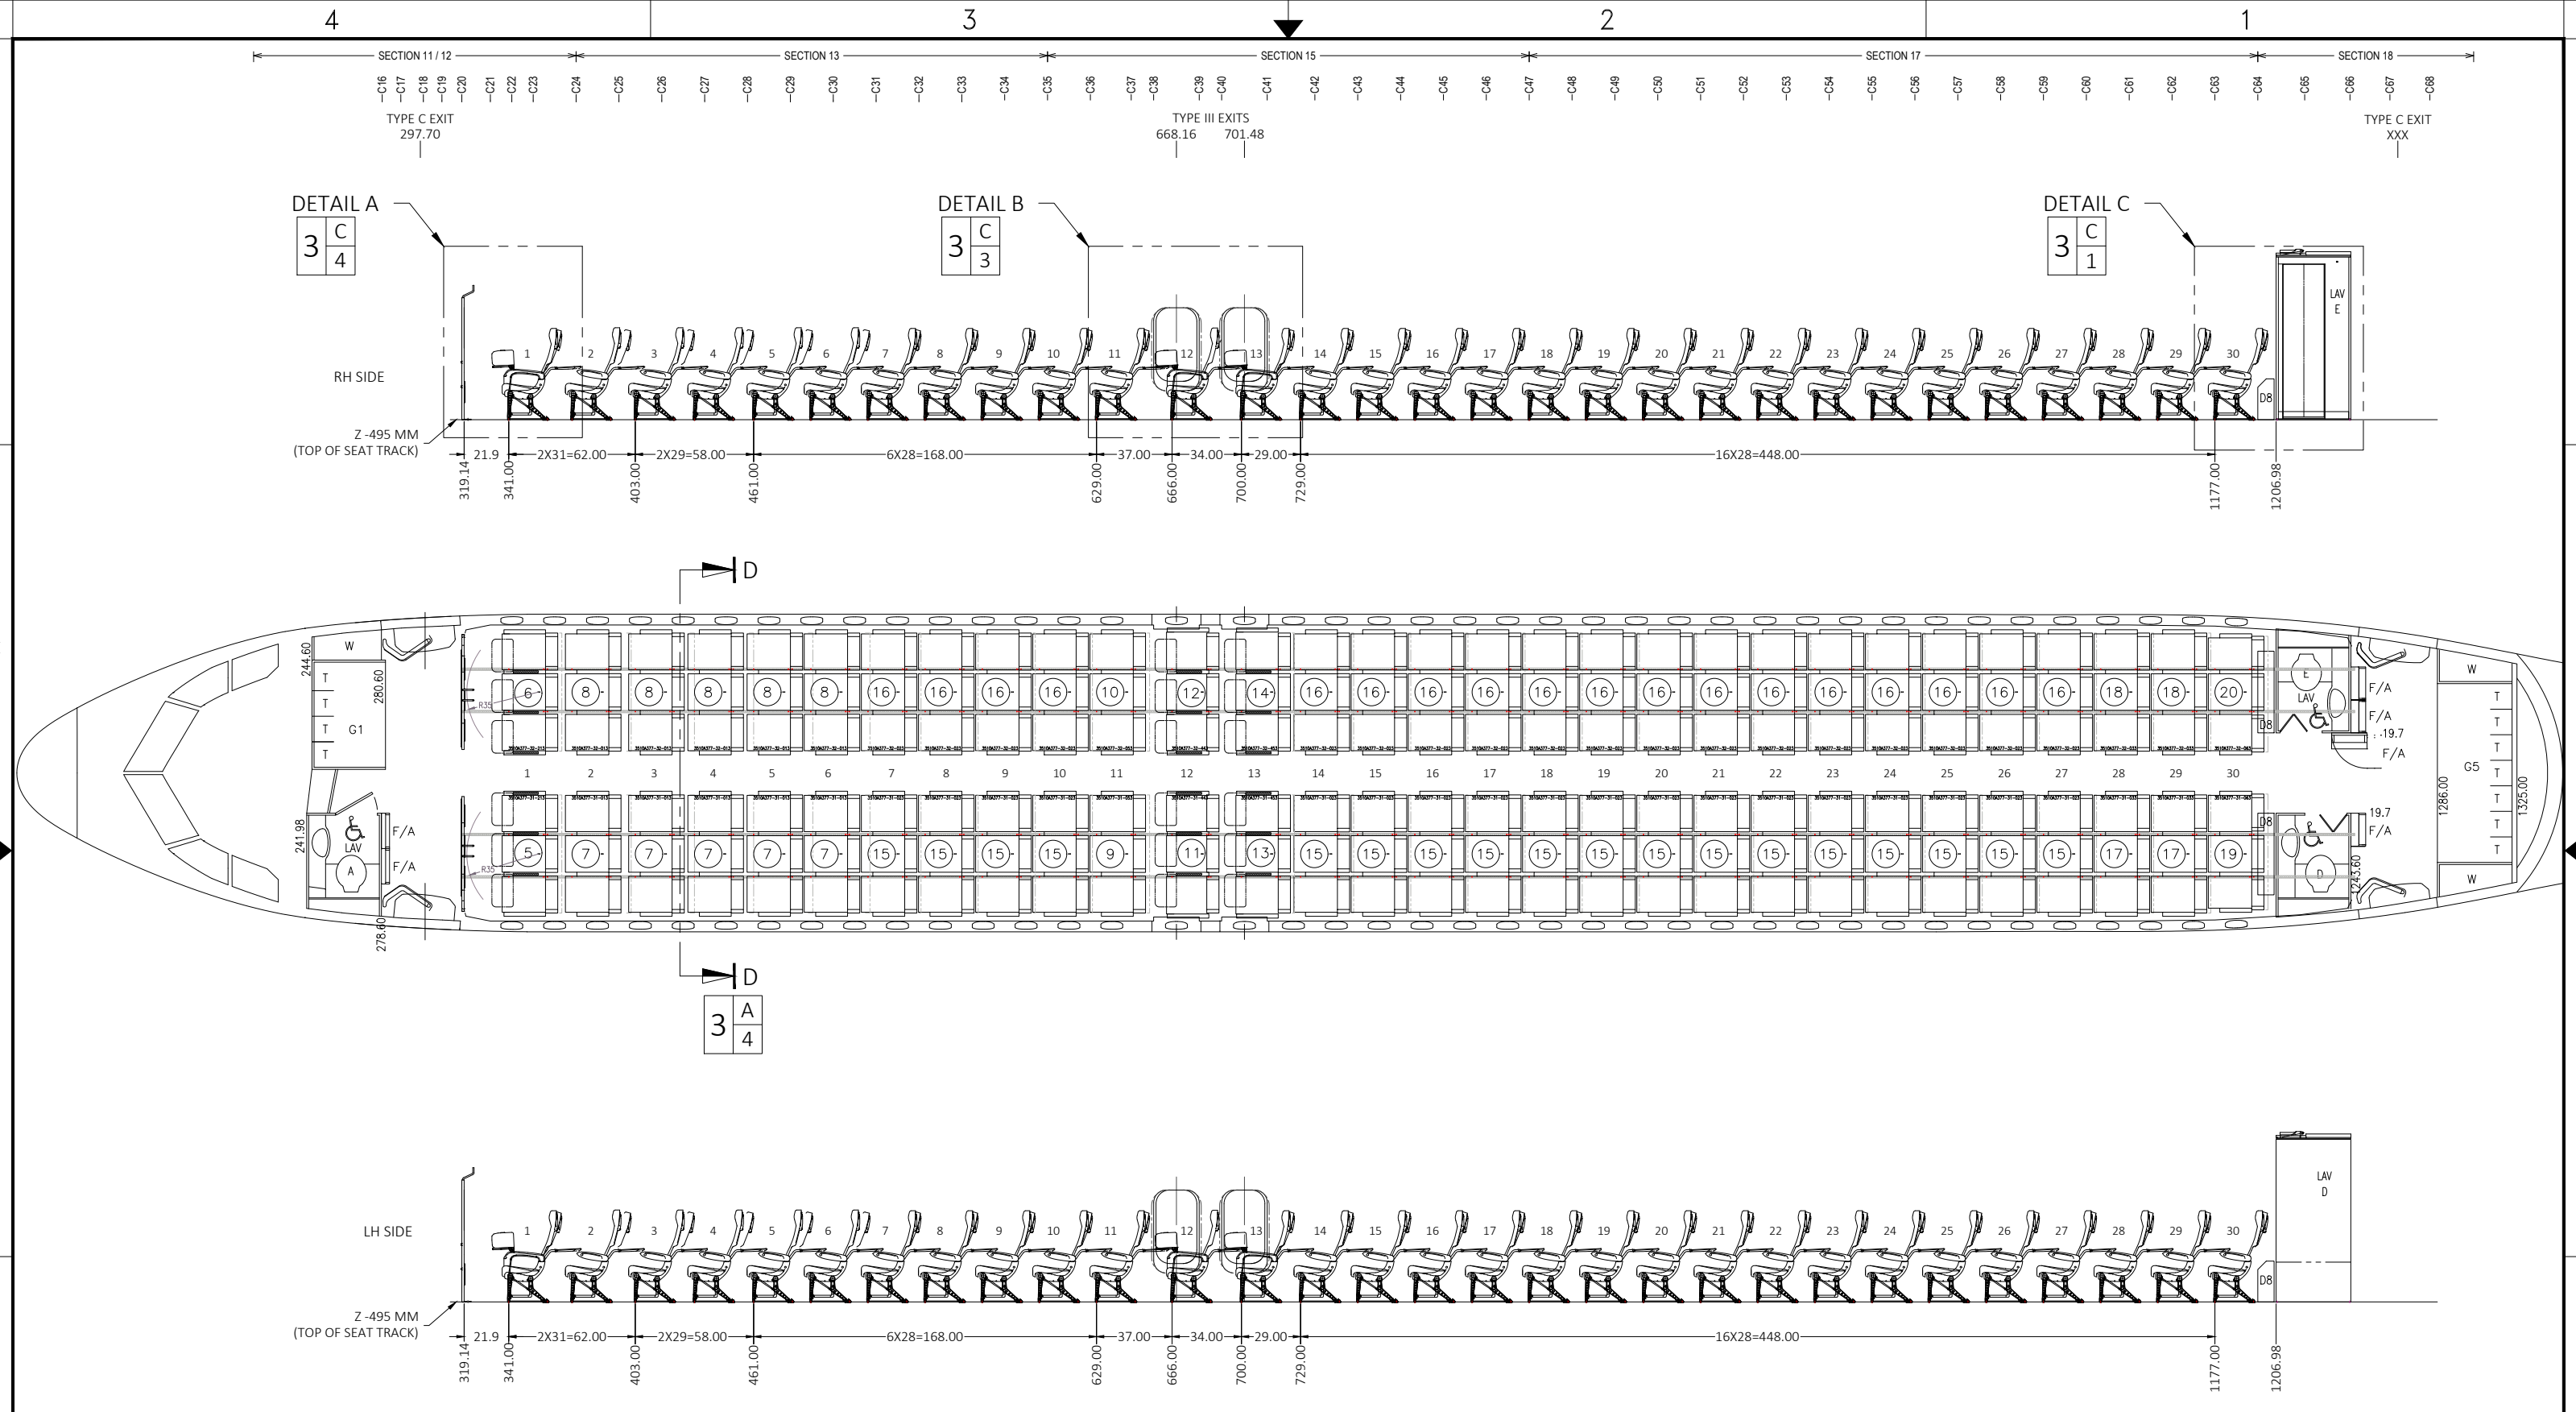 4 3 2 1
SECTION 11 / 12 SECTION 13 SECTION 15 SECTION 17 SECTION 18
C16 C17 C18 C19 C20 C21 C22 C23 C24 C25 C26 C27 C28 C29 C30 C31 C32 C33 C34 C35 C36 C37 C38 C39 C40 C41 C42 C43 C44 C45 C46 C47 C48 C49 C50 C51 C52 C53 C54 C55 C56 C57 C58 C59 C60 C61 C62 C63 C64 C65 C66 C67 C68
TYPE C EXIT TYPE III EXITS TYPE C EXIT
297.70 668.16 701.48 XXX
DETAIL A DETAIL B DETAIL C
3 C 4 3 C 3 3 C 1
LAV
E
1 2 3 4 5 6 7 8 9 10 11 12 13 14 15 16 17 18 19 20 21 22 23 24 25 26 27 28 29 30
RH SIDE
D8
Z -495 MM
(TOP OF SEAT TRACK)
21.9 2X31=62.00 2X29=58.00 6X28=168.00 37.00 34.00 29.00 16X28=448.00
319.14 341.00 403.00 461.00 629.00 666.00 700.00 729.00 1177.00 1206.98
D
244.60 W 280.60 T T T T G1
R35
6 8 8 8 8 8 16 16 16 16 10 12 14 16 16 16 16 16 16 16 16 16 16 16 16 16 16 18 18 20
D8 E LAV F/A F/A 19.7 F/A W
1 2 3 4 5 6 7 8 9 10 11 12 13 14 15 16 17 18 19 20 21 22 23 24 25 26 27 28 29 30
T T T T T T T G5 1286.00 1325.00
241.98 LAV A F/A F/A 278.60
R35
5 7 7 7 7 7 15 15 15 15 9 11 13 15 15 15 15 15 15 15 15 15 15 15 15 15 15 17 17 19
D8 D 19.7 F/A 1243.60 W
D
3 A 4
LAV
D
1 2 3 4 5 6 7 8 9 10 11 12 13 14 15 16 17 18 19 20 21 22 23 24 25 26 27 28 29 30
LH SIDE
D8
Z -495 MM
(TOP OF SEAT TRACK)
21.9 2X31=62.00 2X29=58.00 6X28=168.00 37.00 34.00 29.00 16X28=448.00
319.14 341.00 403.00 461.00 629.00 666.00 700.00 729.00 1177.00 1206.98